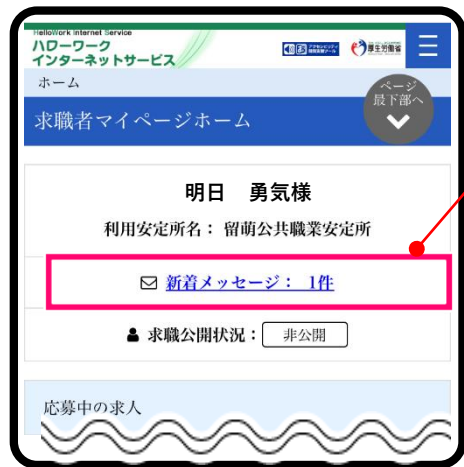 HelloWork Internet Service
ハローワーク
インターネットサービス
厚生労働省
ホーム
ページ
最下部へ
求職者マイページホーム
明日 勇気様
利用安定所名： 留萌公共職業安定所
新着メッセージ： 1件
求職公開状況： 非公開
応募中の求人